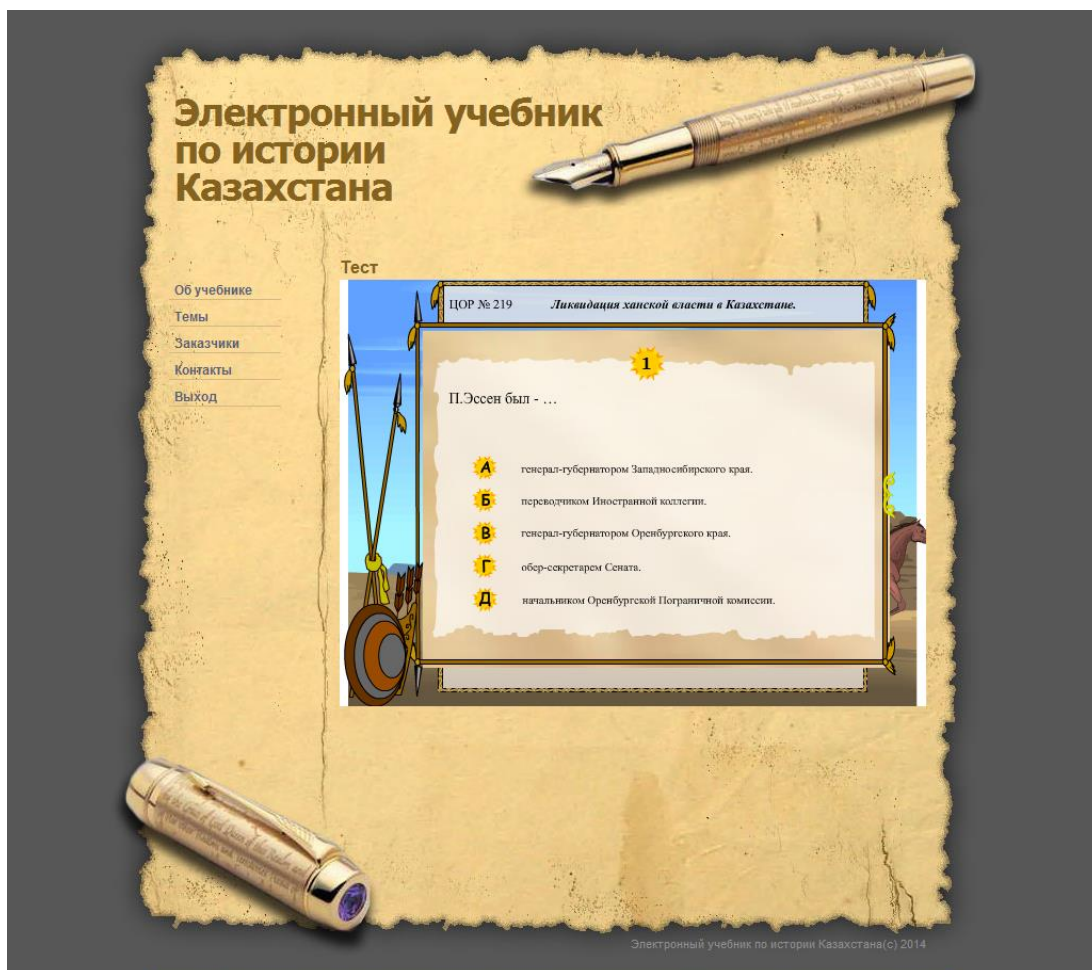 Электронный учебник
по истории
Казахстана
Об учебнике
Темы
Заказчики
Контакты
Выход
Тест
ЦОР № 219 Ликвидация ханской власти в Казахстане.
1
П.Эссен был - …
А генерал-губернатором Западносибирского края.
Б переводчиком Иностранной коллегии.
В генерал-губернатором Оренбургского края.
Г обер-секретарем Сената.
Д начальником Оренбургской Пограничной комиссии.
Электронный учебник по истории Казахстана(с) 2014